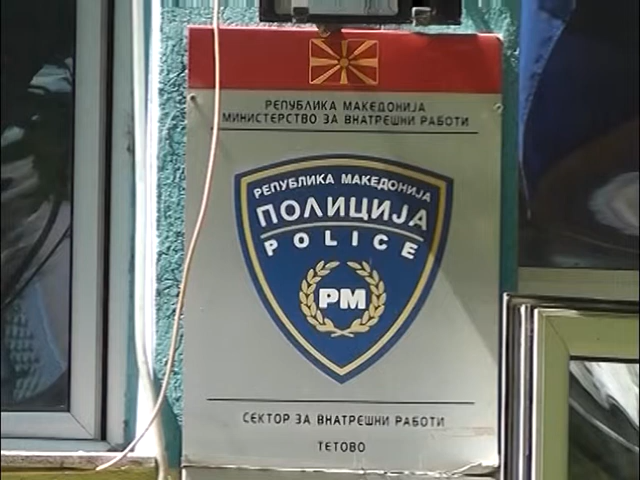 РЕПУБЛИКА МАКЕДОНИЈА
МИНИСТЕРСТВО ЗА ВНАТРЕШНИ РАБОТИ
РЕПУБЛИКА МАКЕДОНИЈА
ПОЛИЦИЈА
POLICE
РМ
СЕКТОР ЗА ВНАТРЕШНИ РАБОТИ
ТЕТОВО